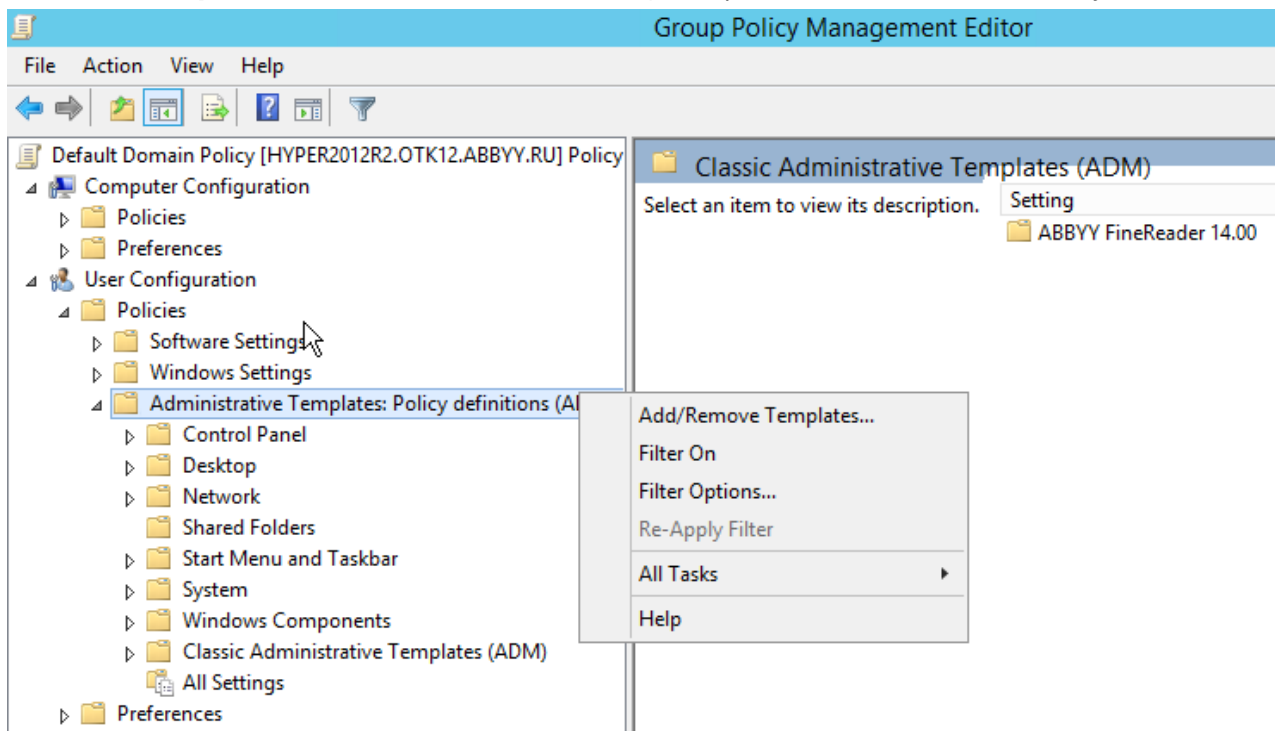 Group Policy Management Editor
File Action View Help
Default Domain Policy [HYPER2012R2.OTK12.ABBYY.RU] Policy
Computer Configuration
Policies
Preferences
User Configuration
Policies
Software Settings
Windows Settings
Administrative Templates: Policy definitions (A
Control Panel
Desktop
Network
Shared Folders
Start Menu and Taskbar
System
Windows Components
Classic Administrative Templates (ADM)
All Settings
Preferences
Classic Administrative Templates (ADM)
Select an item to view its description.
Setting
ABBYY FineReader 14.00
Add/Remove Templates...
Filter On
Filter Options...
Re-Apply Filter
All Tasks
Help